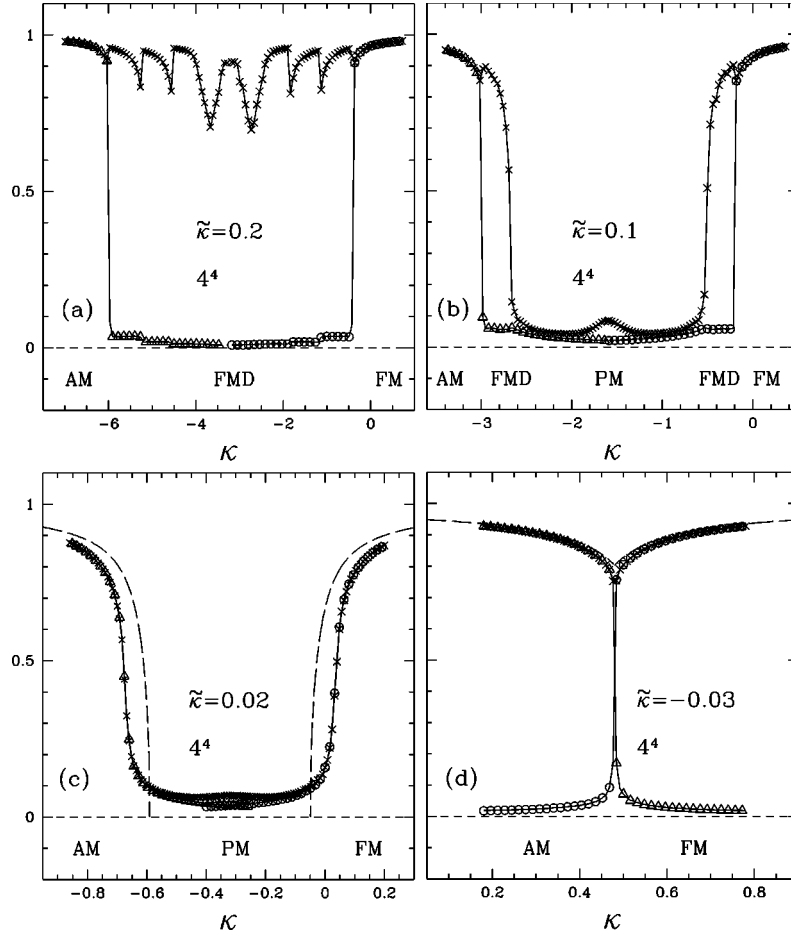 1
0.5
0
κ̃=0.2
4⁴
(a)
AM FMD FM
−6 −4 −2 0
κ
κ̃=0.1
4⁴
(b)
AM FMD PM FMD FM
−3 −2 −1 0
κ
1
0.5
0
κ̃=0.02
4⁴
(c)
AM PM FM
−0.8 −0.6 −0.4 −0.2 0 0.2
κ
κ̃=−0.03
4⁴
(d)
AM FM
0.2 0.4 0.6 0.8
κ